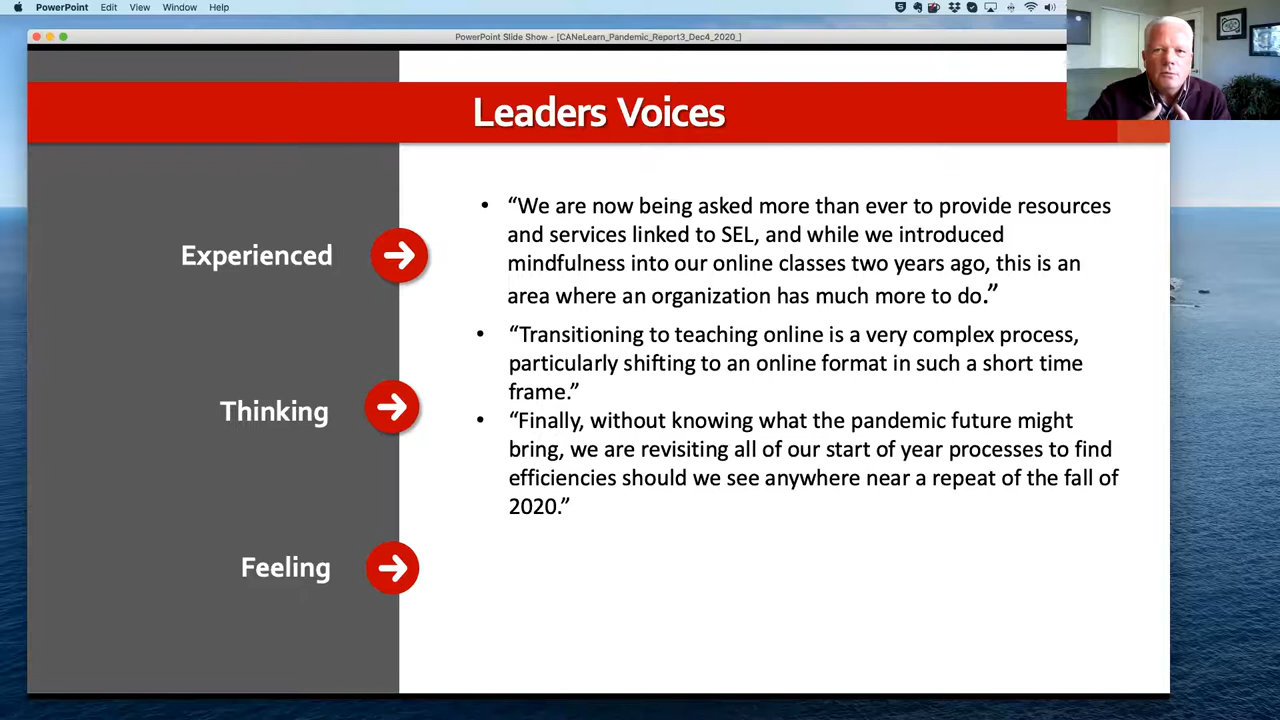 PowerPoint File Edit View Window Help
PowerPoint Slide Show - [CANeLearn_Pandemic_Report3_Dec4_2020_]
Leaders Voices
Experienced
Thinking
Feeling
• “We are now being asked more than ever to provide resources
and services linked to SEL, and while we introduced
mindfulness into our online classes two years ago, this is an
area where an organization has much more to do.”
• “Transitioning to teaching online is a very complex process,
particularly shifting to an online format in such a short time
frame.”
• “Finally, without knowing what the pandemic future might
bring, we are revisiting all of our start of year processes to find
efficiencies should we see anywhere near a repeat of the fall of
2020.”